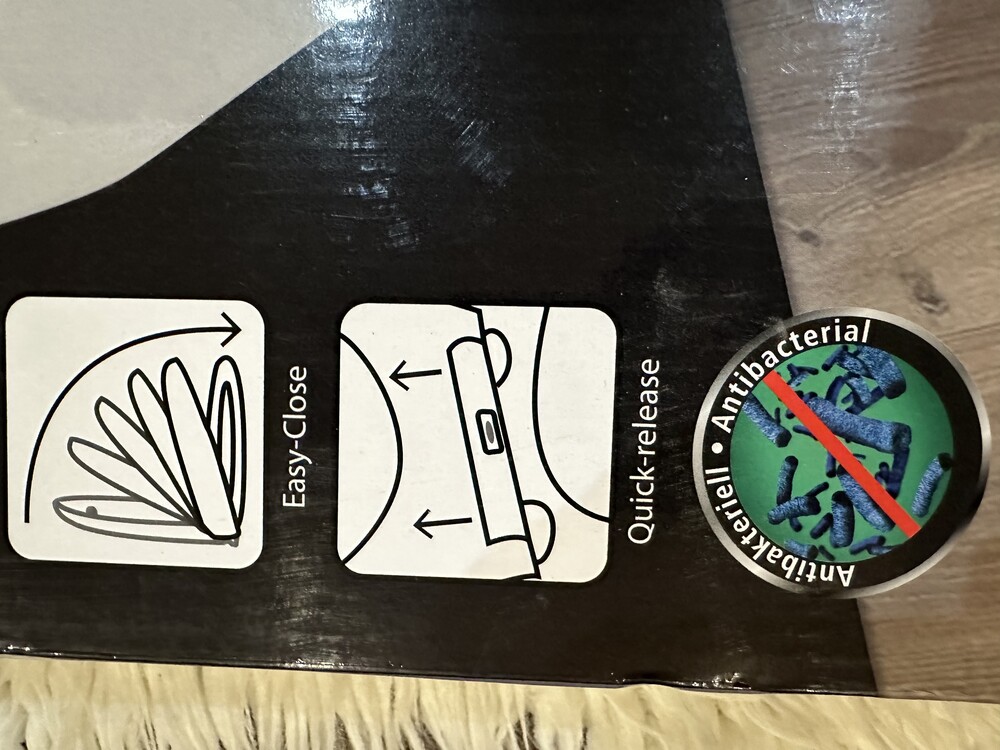 Easy-Close
Quick-release
Antibakteriell • Antibacterial